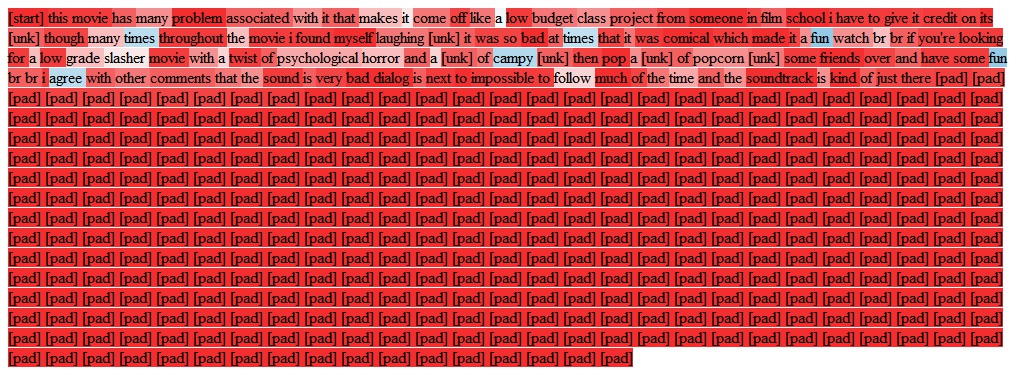 [start] this movie has many problem associated with it that makes it come off like a low budget class project from someone in film school i have to give it credit on its
[unk] though many times throughout the movie i found myself laughing [unk] it was so bad at times that it was comical which made it a fun watch br br if you're looking
for a low grade slasher movie with a twist of psychological horror and a [unk] of campy [unk] then pop a [unk] of popcorn [unk] some friends over and have some fun
br br i agree with other comments that the sound is very bad dialog is next to impossible to follow much of the time and the soundtrack is kind of just there [pad] [pad]
[pad] [pad] [pad] [pad] [pad] [pad] [pad] [pad] [pad] [pad] [pad] [pad] [pad] [pad] [pad] [pad] [pad] [pad] [pad] [pad] [pad] [pad] [pad] [pad] [pad] [pad] [pad]
[pad] [pad] [pad] [pad] [pad] [pad] [pad] [pad] [pad] [pad] [pad] [pad] [pad] [pad] [pad] [pad] [pad] [pad] [pad] [pad] [pad] [pad] [pad] [pad] [pad] [pad] [pad]
[pad] [pad] [pad] [pad] [pad] [pad] [pad] [pad] [pad] [pad] [pad] [pad] [pad] [pad] [pad] [pad] [pad] [pad] [pad] [pad] [pad] [pad] [pad] [pad] [pad] [pad] [pad]
[pad] [pad] [pad] [pad] [pad] [pad] [pad] [pad] [pad] [pad] [pad] [pad] [pad] [pad] [pad] [pad] [pad] [pad] [pad] [pad] [pad] [pad] [pad] [pad] [pad] [pad] [pad]
[pad] [pad] [pad] [pad] [pad] [pad] [pad] [pad] [pad] [pad] [pad] [pad] [pad] [pad] [pad] [pad] [pad] [pad] [pad] [pad] [pad] [pad] [pad] [pad] [pad] [pad] [pad]
[pad] [pad] [pad] [pad] [pad] [pad] [pad] [pad] [pad] [pad] [pad] [pad] [pad] [pad] [pad] [pad] [pad] [pad] [pad] [pad] [pad] [pad] [pad] [pad] [pad] [pad] [pad]
[pad] [pad] [pad] [pad] [pad] [pad] [pad] [pad] [pad] [pad] [pad] [pad] [pad] [pad] [pad] [pad] [pad] [pad] [pad] [pad] [pad] [pad] [pad] [pad] [pad] [pad] [pad]
[pad] [pad] [pad] [pad] [pad] [pad] [pad] [pad] [pad] [pad] [pad] [pad] [pad] [pad] [pad] [pad] [pad] [pad] [pad] [pad] [pad] [pad] [pad] [pad] [pad] [pad] [pad]
[pad] [pad] [pad] [pad] [pad] [pad] [pad] [pad] [pad] [pad] [pad] [pad] [pad] [pad] [pad] [pad] [pad] [pad] [pad] [pad] [pad] [pad] [pad] [pad] [pad] [pad] [pad]
[pad] [pad] [pad] [pad] [pad] [pad] [pad] [pad] [pad] [pad] [pad] [pad] [pad] [pad] [pad] [pad] [pad] [pad] [pad] [pad] [pad] [pad] [pad] [pad] [pad] [pad] [pad]
[pad] [pad] [pad] [pad] [pad] [pad] [pad] [pad] [pad] [pad] [pad] [pad] [pad] [pad] [pad] [pad] [pad] [pad] [pad] [pad] [pad] [pad] [pad] [pad] [pad] [pad] [pad]
[pad] [pad] [pad] [pad] [pad] [pad] [pad] [pad] [pad] [pad] [pad] [pad] [pad] [pad] [pad] [pad] [pad] [pad] [pad] [pad] [pad] [pad] [pad] [pad] [pad] [pad] [pad]
[pad] [pad] [pad] [pad] [pad] [pad] [pad] [pad] [pad] [pad] [pad] [pad] [pad] [pad] [pad] [pad] [pad] [pad] [pad] [pad] [pad] [pad] [pad] [pad] [pad] [pad] [pad]
[pad] [pad] [pad] [pad] [pad] [pad] [pad] [pad] [pad] [pad] [pad] [pad] [pad] [pad] [pad] [pad] [pad]